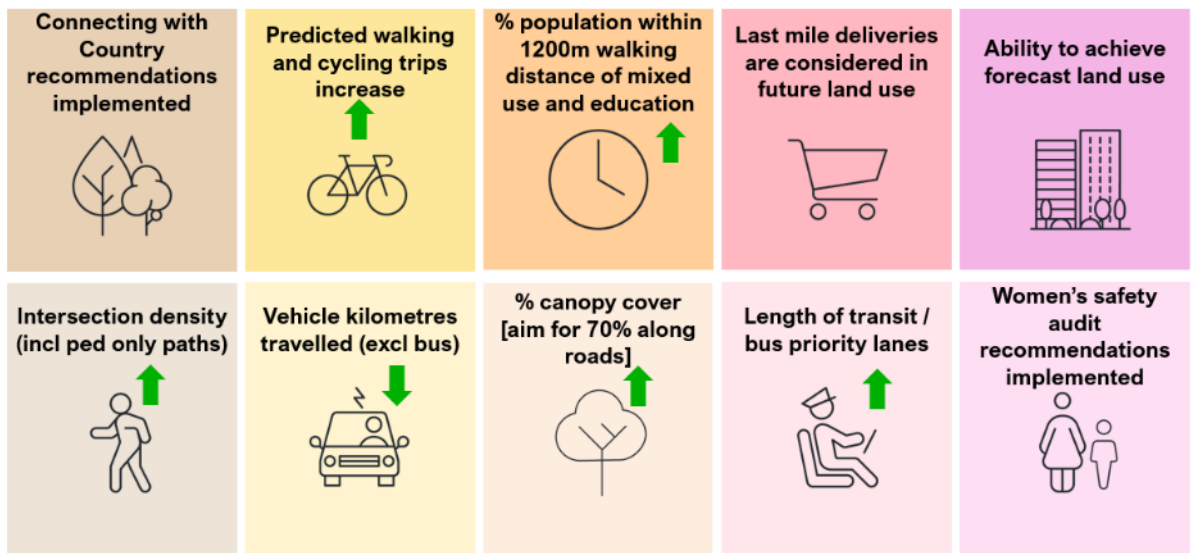 Connecting with
Country
recommendations
implemented
Predicted walking
and cycling trips
increase
% population within
1200m walking
distance of mixed
use and education
Last mile deliveries
are considered in
future land use
Ability to achieve
forecast land use
Intersection density
(incl ped only paths)
Vehicle kilometres
travelled (excl bus)
% canopy cover
[aim for 70% along
roads]
Length of transit /
bus priority lanes
Women’s safety
audit
recommendations
implemented